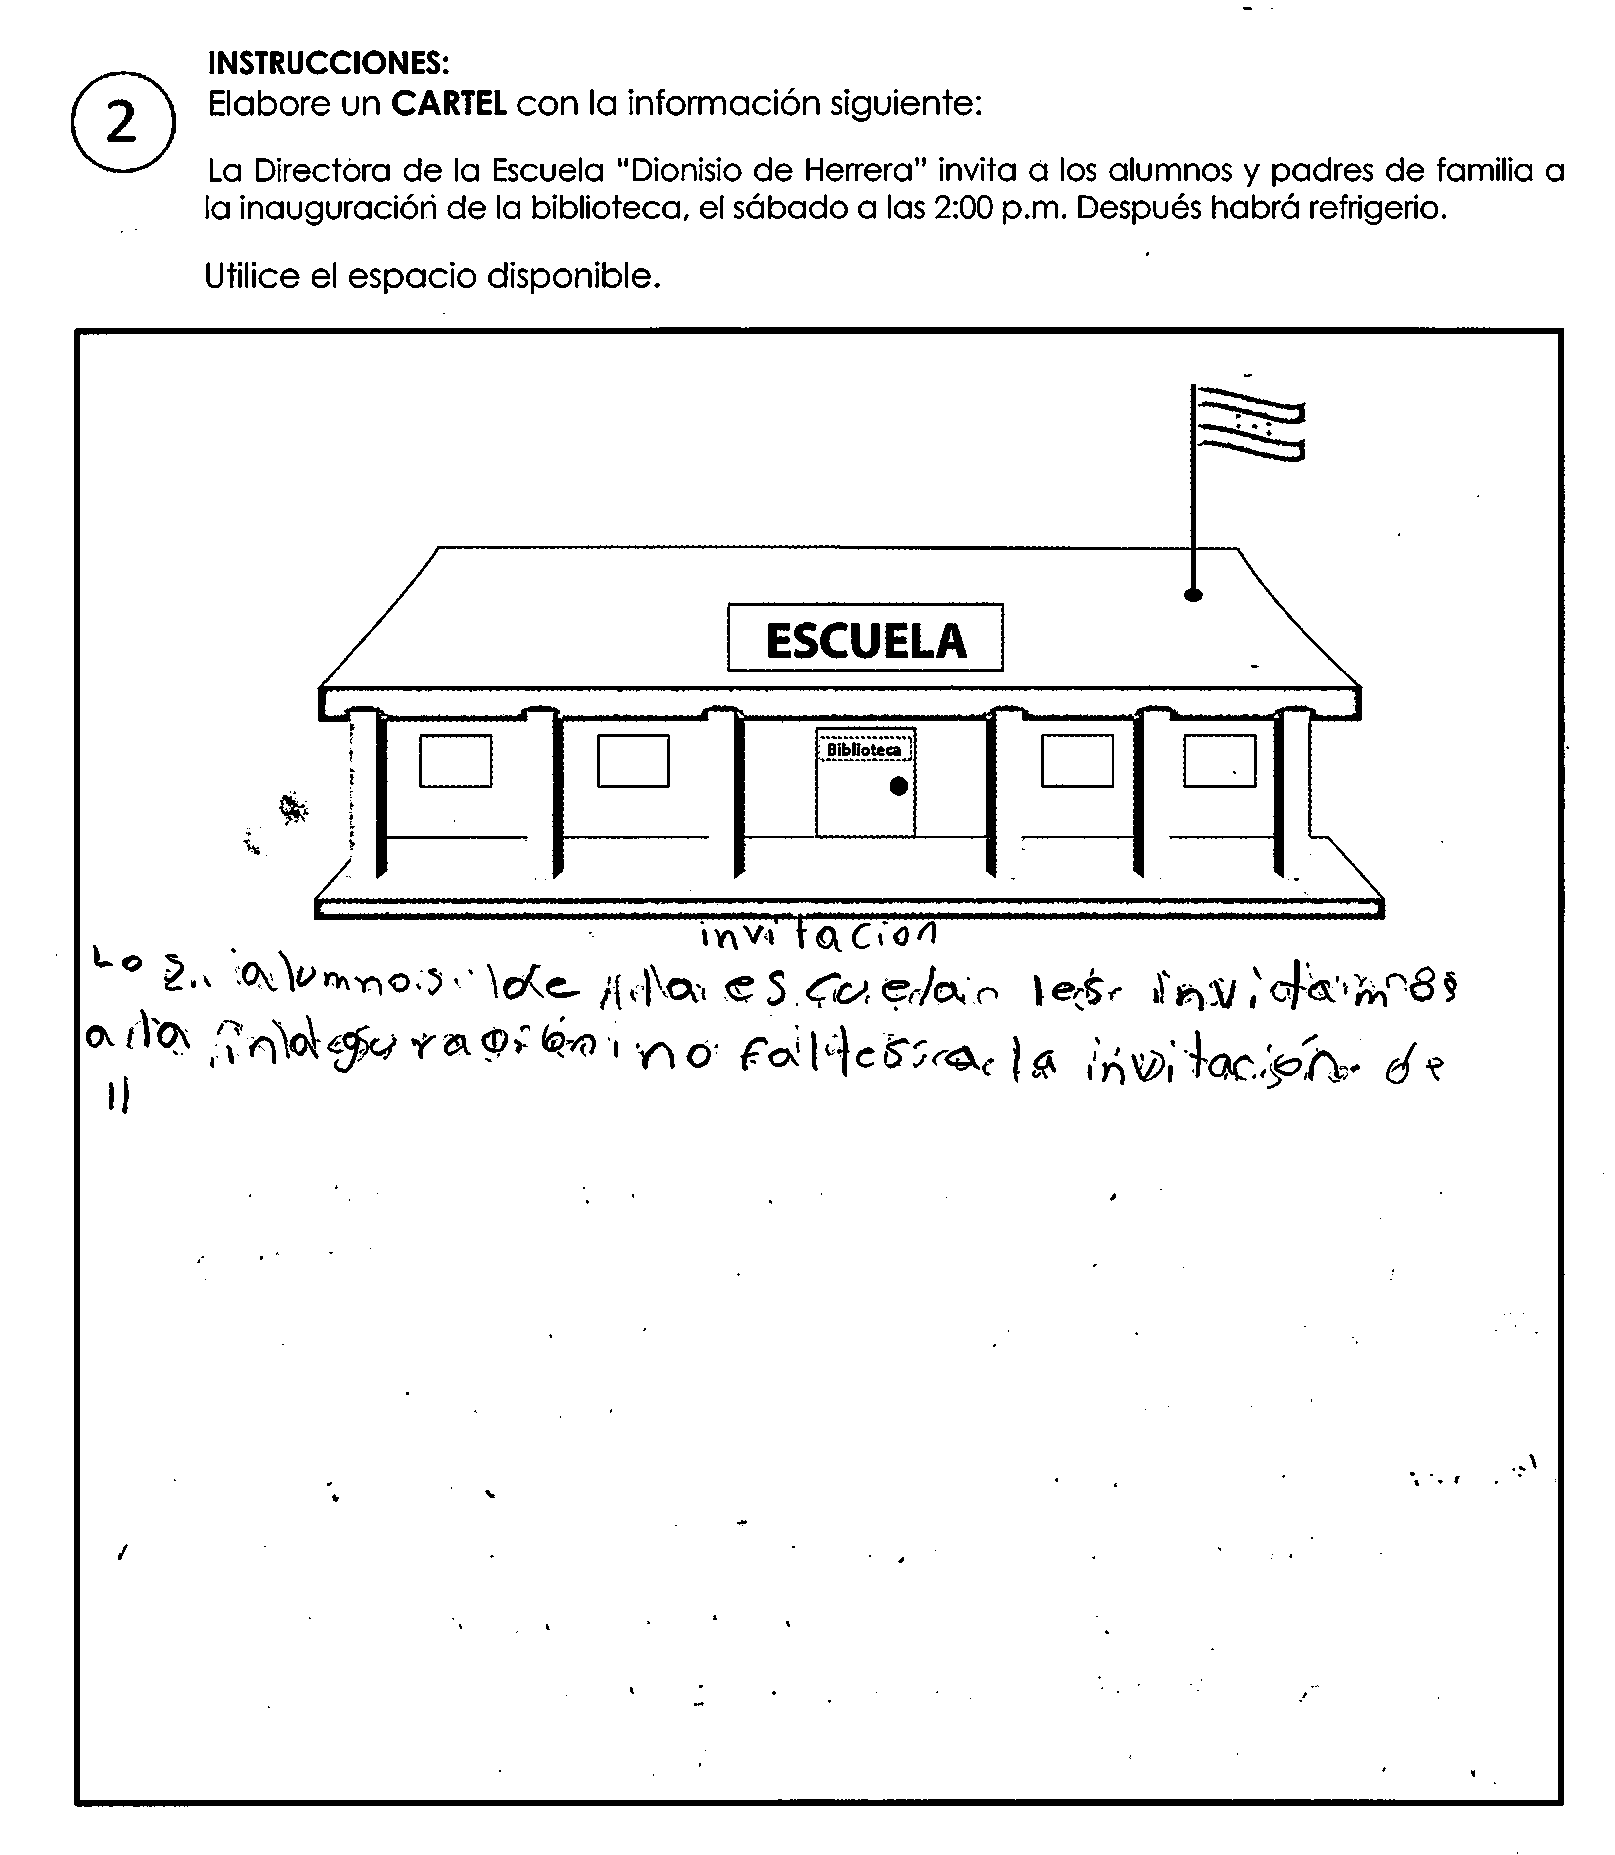 INSTRUCCIONES:
2
Elabore un CARTEL con la información siguiente:
La Directora de la Escuela "Dionisio de Herrera" invita a los alumnos y padres de familia a
la inauguración de la biblioteca, el sábado a las 2:00 p.m. Después habrá refrigerio.
Utilice el espacio disponible.
ESCUELA
Biblioteca
invitacion
Los alumnos de la escuela les invitamos
a la no faltes a la invitación de